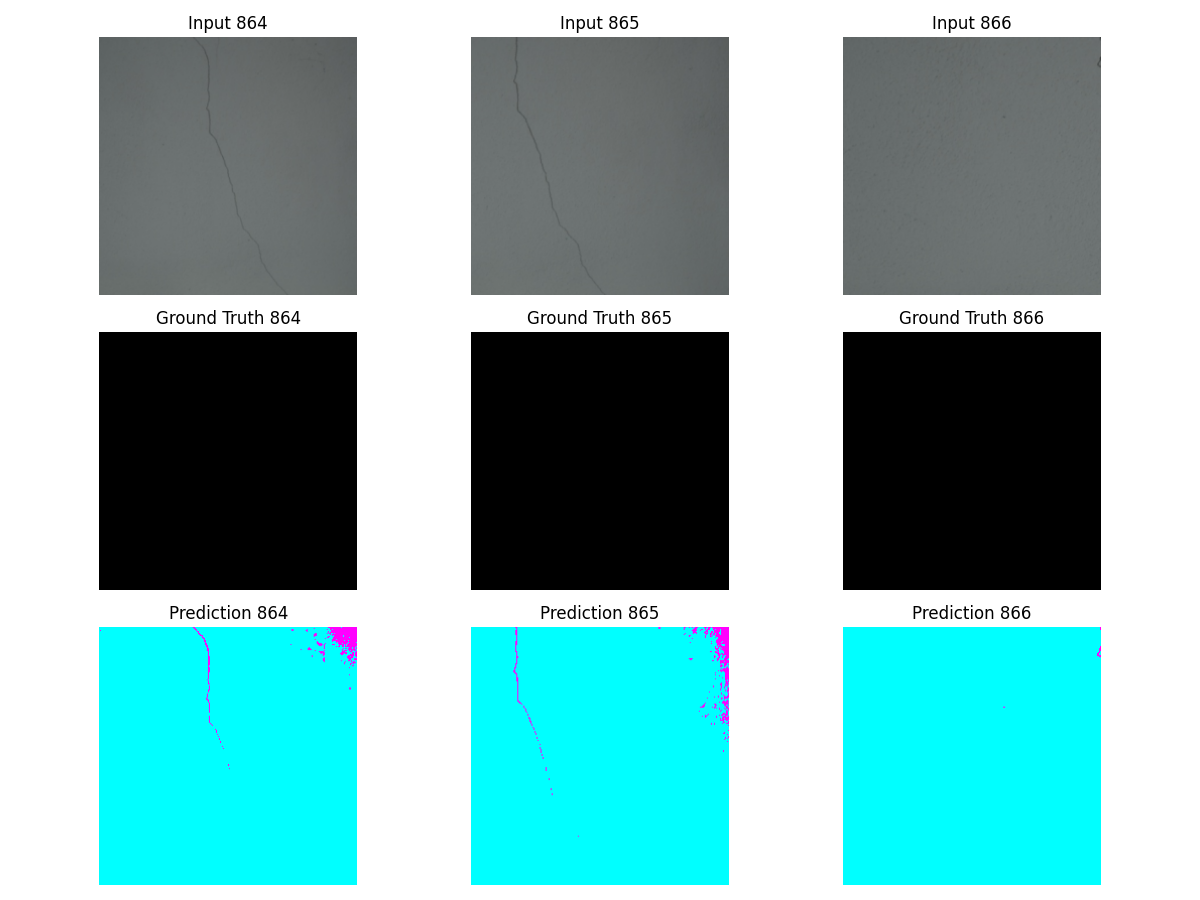 Input 864
Input 865
Input 866
Ground Truth 864
Ground Truth 865
Ground Truth 866
Prediction 864
Prediction 865
Prediction 866